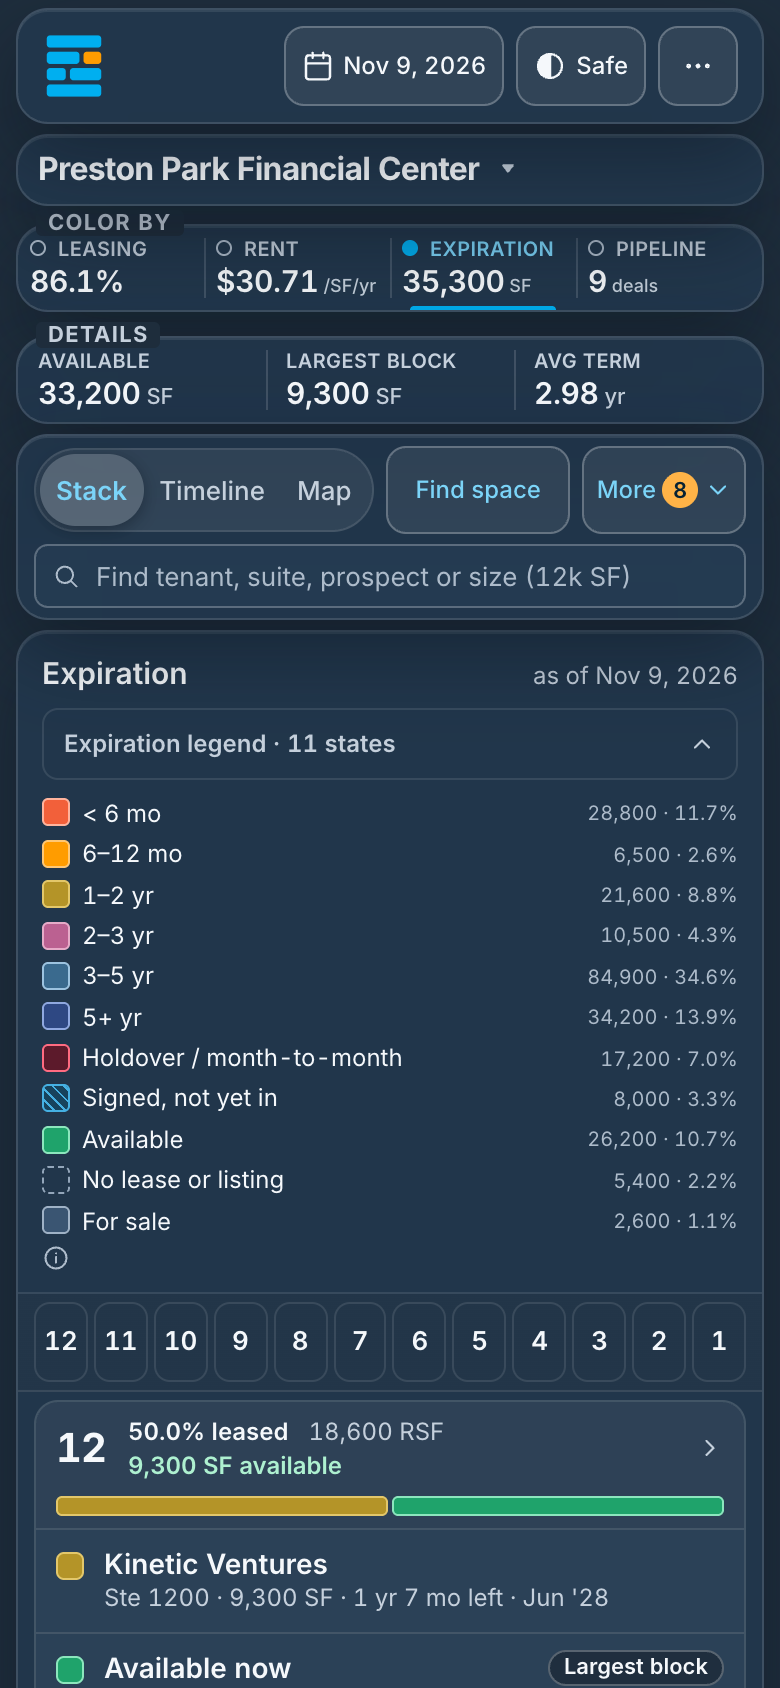 Nov 9, 2026
Safe
...
Preston Park Financial Center
COLOR BY
LEASING
86.1%
RENT
$30.71 /SF/yr
EXPIRATION
35,300 SF
PIPELINE
9 deals
DETAILS
AVAILABLE
33,200 SF
LARGEST BLOCK
9,300 SF
AVG TERM
2.98 yr
Stack
Timeline
Map
Find space
More 8
Find tenant, suite, prospect or size (12k SF)
Expiration
as of Nov 9, 2026
Expiration legend · 11 states
< 6 mo 28,800 · 11.7%
6–12 mo 6,500 · 2.6%
1–2 yr 21,600 · 8.8%
2–3 yr 10,500 · 4.3%
3–5 yr 84,900 · 34.6%
5+ yr 34,200 · 13.9%
Holdover / month-to-month 17,200 · 7.0%
Signed, not yet in 8,000 · 3.3%
Available 26,200 · 10.7%
No lease or listing 5,400 · 2.2%
For sale 2,600 · 1.1%
12 11 10 9 8 7 6 5 4 3 2 1
12
50.0% leased 18,600 RSF
9,300 SF available
Kinetic Ventures
Ste 1200 · 9,300 SF · 1 yr 7 mo left · Jun '28
Available now
Largest block